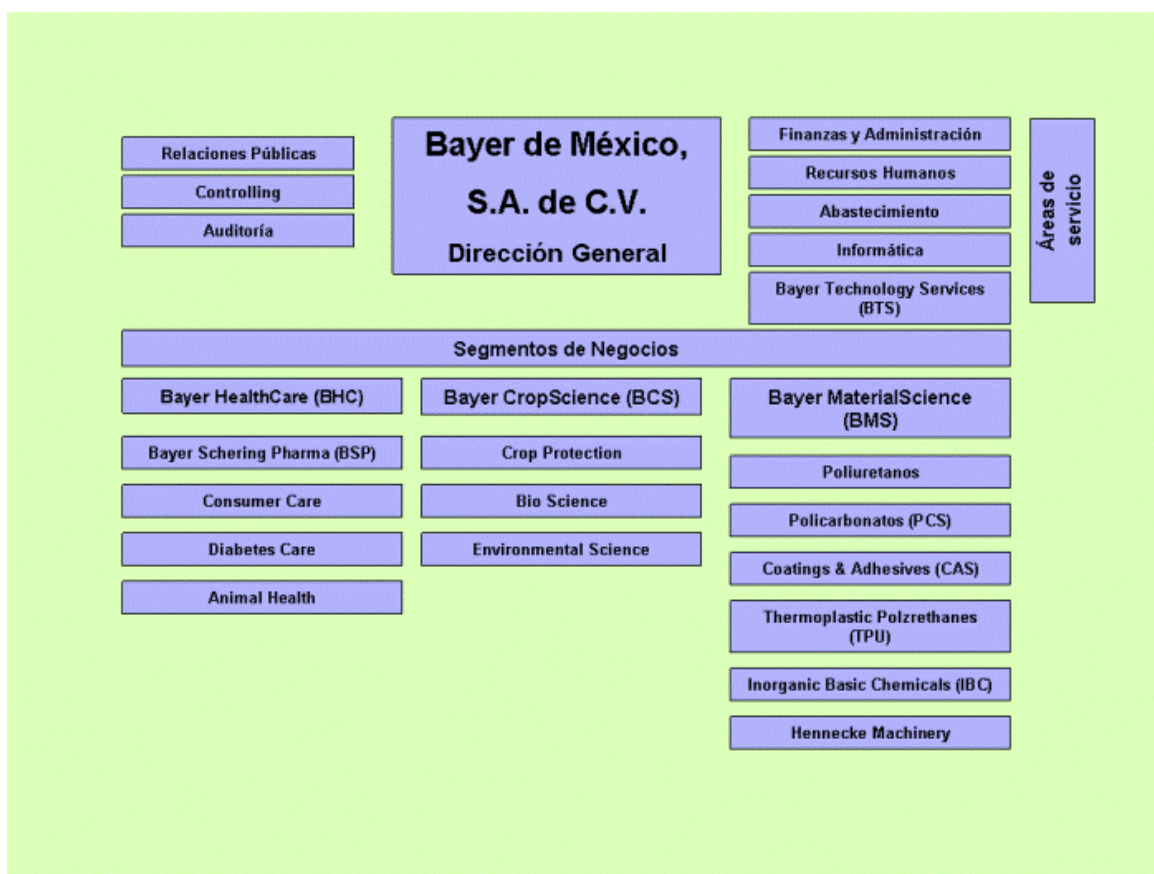 Relaciones Públicas
Controlling
Auditoría
Bayer de México,
S.A. de C.V.
Dirección General
Finanzas y Administración
Recursos Humanos
Abastecimiento
Informática
Bayer Technology Services
(BTS)
Áreas de
servicio
Segmentos de Negocios
Bayer HealthCare (BHC)
Bayer Schering Pharma (BSP)
Consumer Care
Diabetes Care
Animal Health
Bayer CropScience (BCS)
Crop Protection
Bio Science
Environmental Science
Bayer MaterialScience
(BMS)
Poliuretanos
Policarbonatos (PCS)
Coatings & Adhesives (CAS)
Thermoplastic Polzrethanes
(TPU)
Inorganic Basic Chemicals (IBC)
Hennecke Machinery